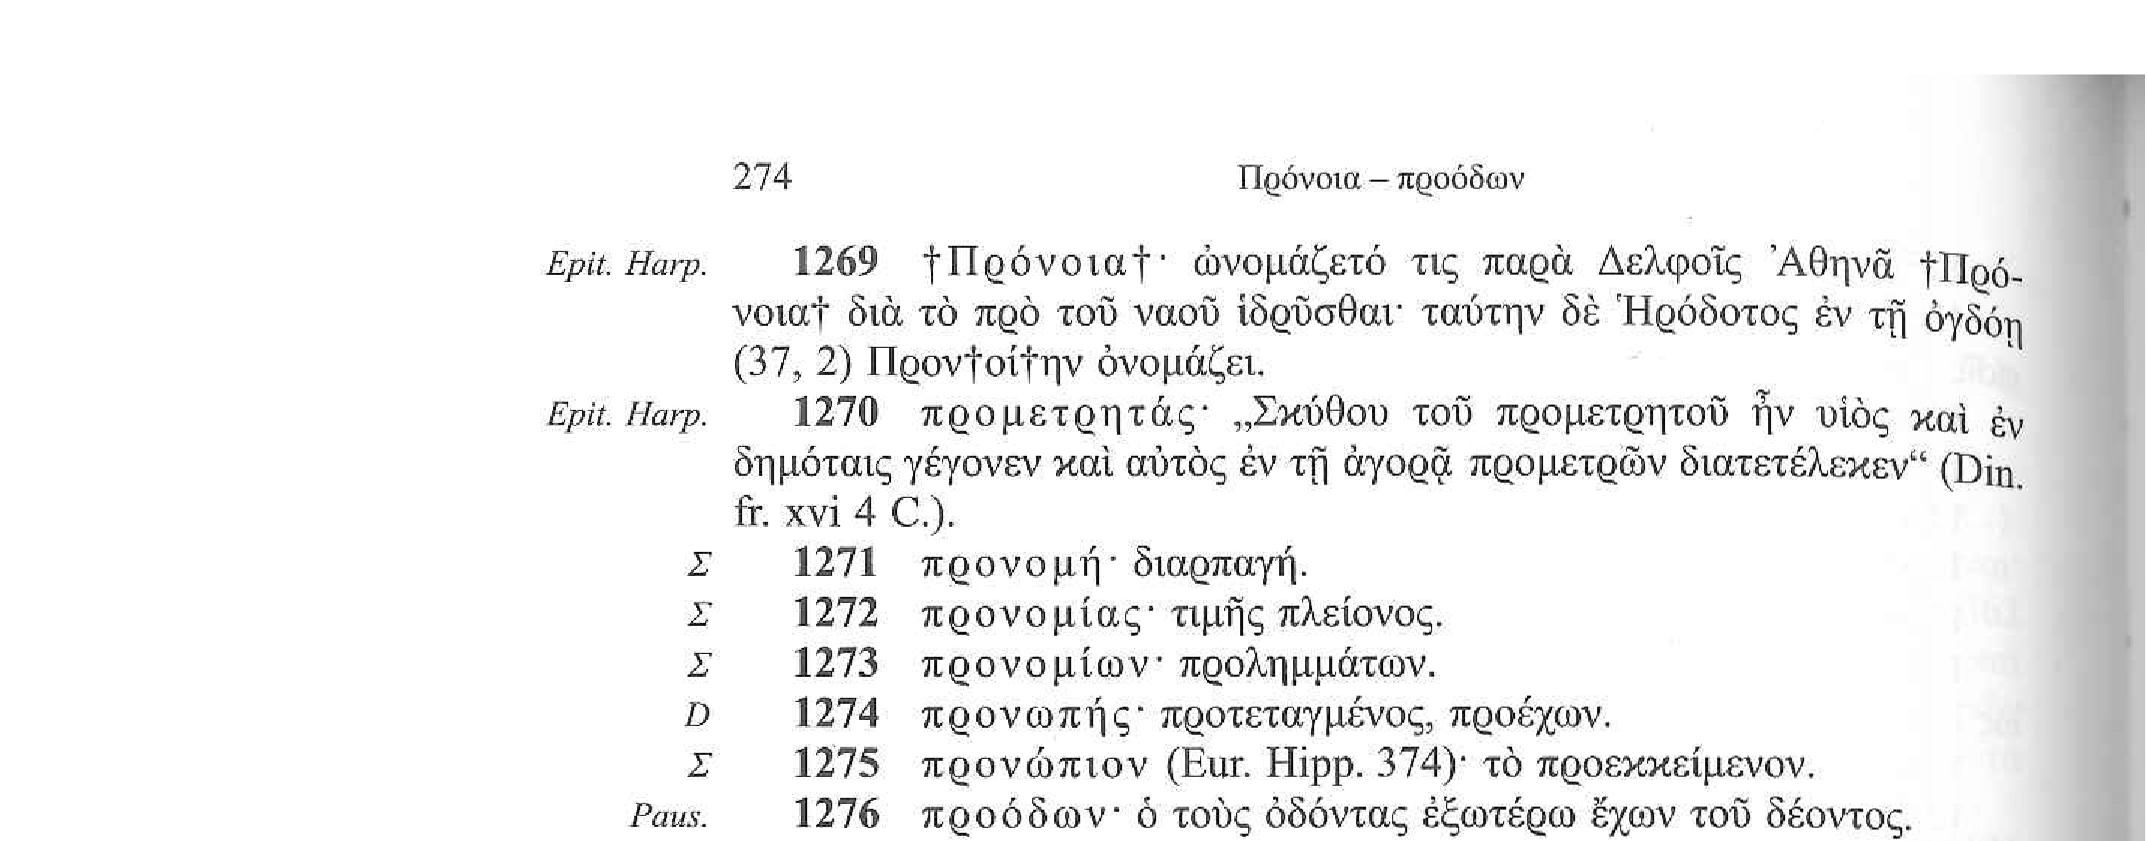 274 Πρόνοια – προόδων
Epit. Harp. 1269 †Πρόνοια†· ὠνομάζετό τις παρὰ Δελφοῖς Ἀθηνᾶ †Πρό-
νοια† διὰ τὸ πρὸ τοῦ ναοῦ ἱδρῦσθαι· ταύτην δὲ Ἡρόδοτος ἐν τῇ ὀγδόῃ
(37, 2) Προν†οί†ην ὀνομάζει.
Epit. Harp. 1270 προμετρητάς· „Σκύθου τοῦ προμετρητοῦ ἦν υἱὸς καὶ ἐν
δημόταις γέγονεν καὶ αὐτὸς ἐν τῇ ἀγορᾷ προμετρῶν διατετέλεκεν“ (Din.
fr. xvi 4 C.).
Σ 1271 προνομή· διαρπαγή.
Σ 1272 προνομίας· τιμῆς πλείονος.
Σ 1273 προνομίων· προλημμάτων.
D 1274 προνωπής· προτεταγμένος, προέχων.
Σ 1275 προνώπιον (Eur. Hipp. 374)· τὸ προεκκείμενον.
Paus. 1276 προόδων· ὁ τοὺς ὀδόντας ἐξωτέρω ἔχων τοῦ δέοντος.